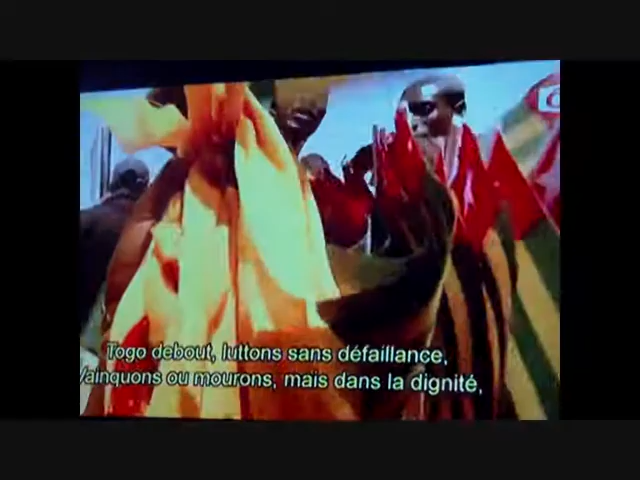 Togo debout, luttons sans défaillance,
Vainquons ou mourons, mais dans la dignité,